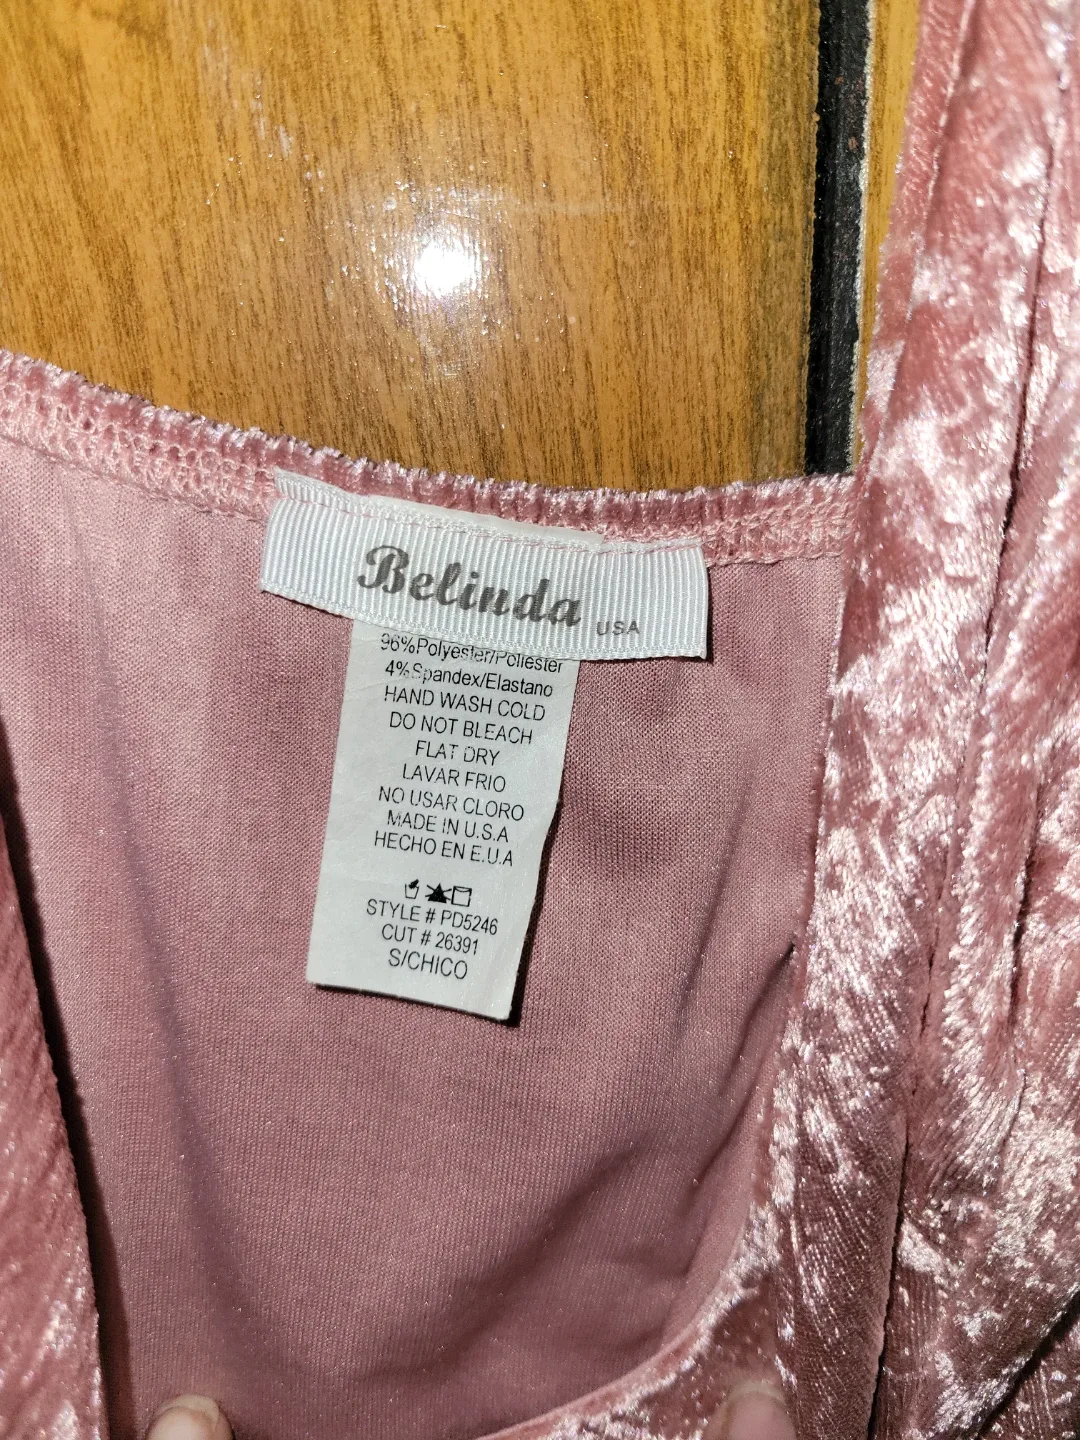 Belinda USA
96%Polyester/Poliester
4%Spandex/Elastano
HAND WASH COLD
DO NOT BLEACH
FLAT DRY
LAVAR FRIO
NO USAR CLORO
MADE IN U.S.A
HECHO EN E.U.A
STYLE # PD5246
CUT # 26391
S/CHICO